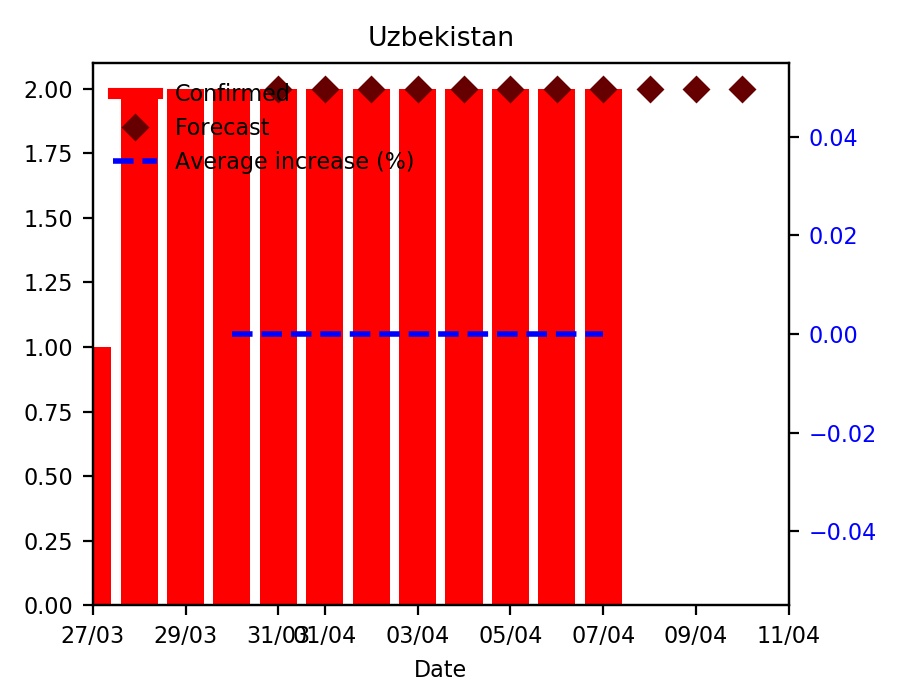 Uzbekistan
2.00
1.75
1.50
1.25
1.00
0.75
0.50
0.25
0.00
Confirmed
Forecast
Average increase (%)
0.04
0.02
0.00
−0.02
−0.04
27/03 29/03 31/03 01/04 03/04 05/04 07/04 09/04 11/04
Date